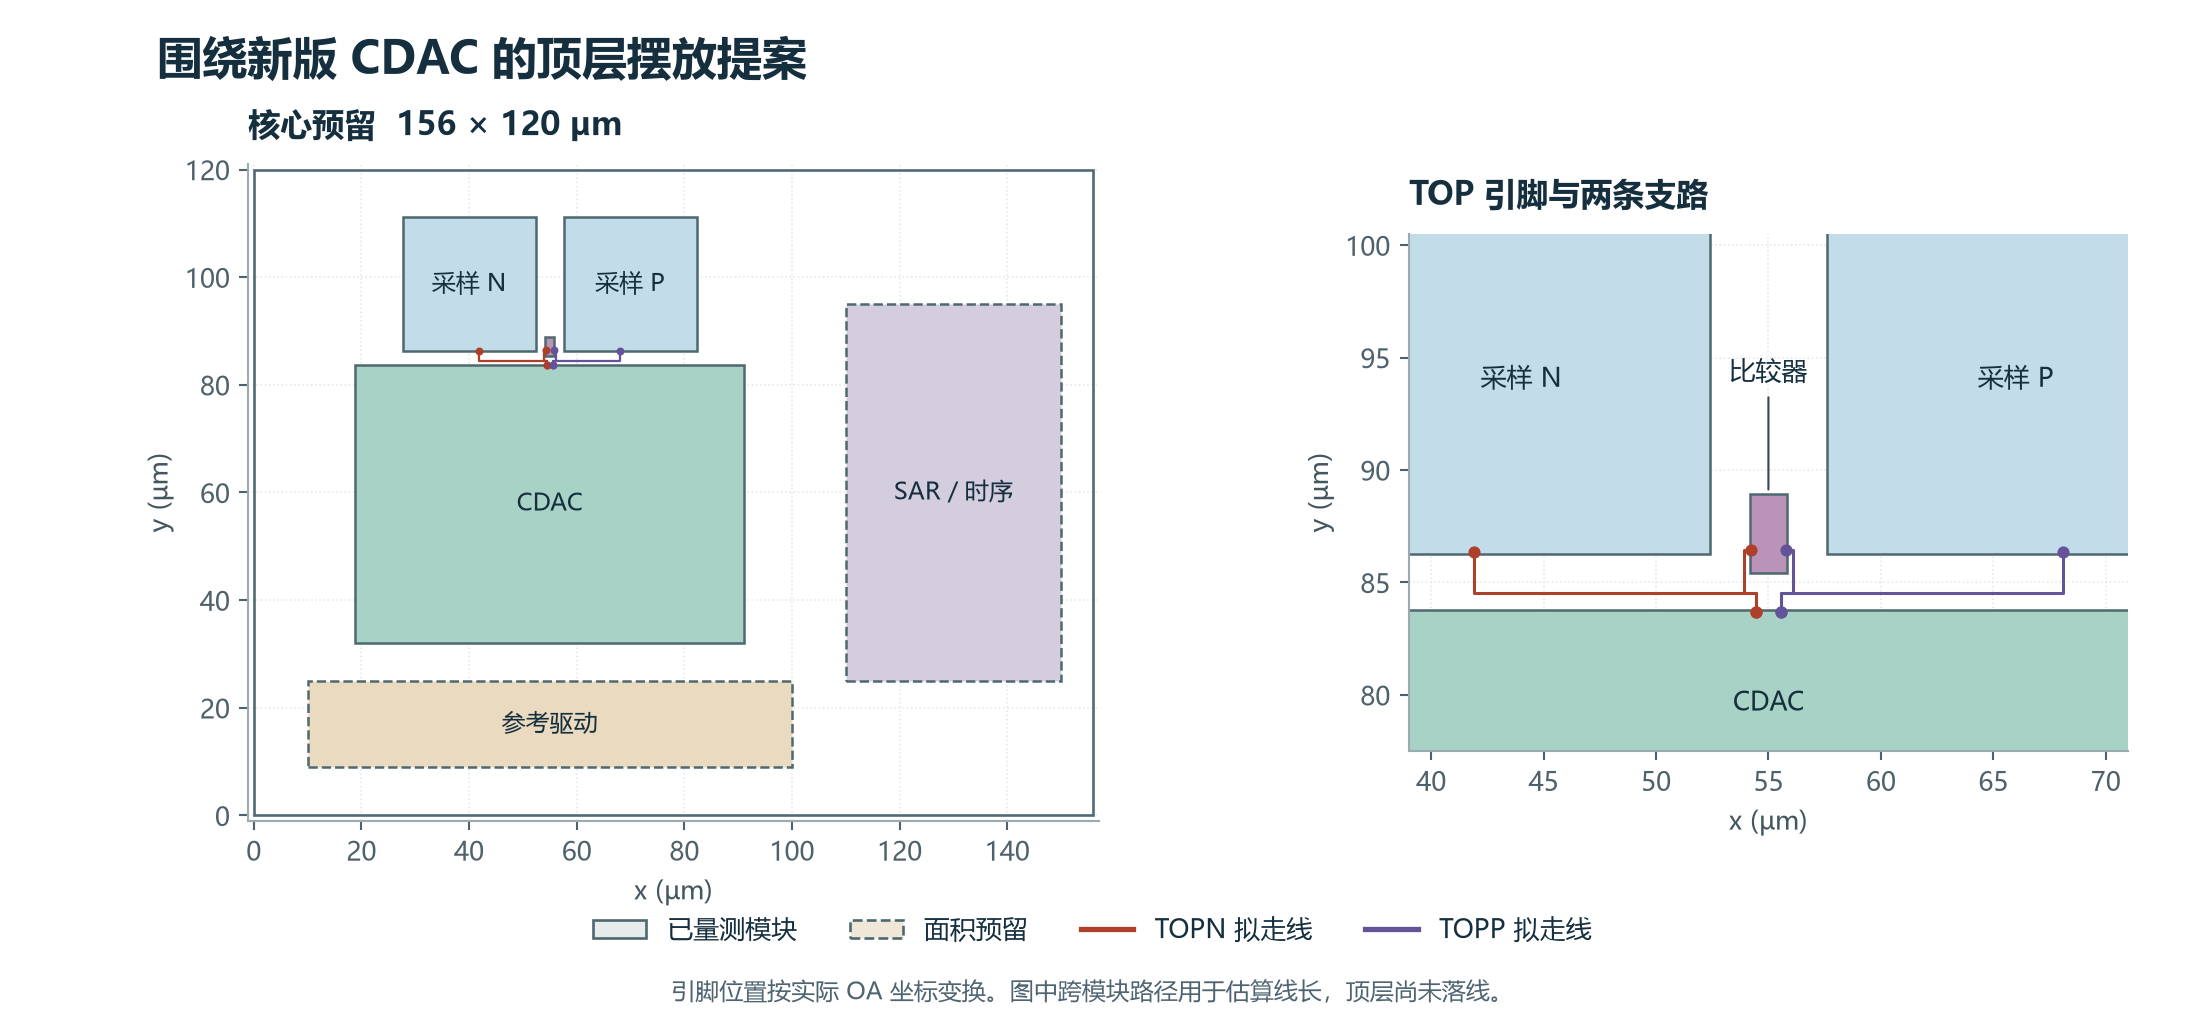 围绕新版 CDAC 的顶层摆放提案
核心预留 156 × 120 µm
120
100
80
60
40
20
0
y (µm)
采样 N
采样 P
CDAC
SAR / 时序
参考驱动
0 20 40 60 80 100 120 140
x (µm)
TOP 引脚与两条支路
100
95
90
85
80
y (µm)
采样 N
比较器
采样 P
CDAC
40 45 50 55 60 65 70
x (µm)
已量测模块 面积预留 TOPN 拟走线 TOPP 拟走线
引脚位置按实际 OA 坐标变换。图中跨模块路径用于估算线长，顶层尚未落线。